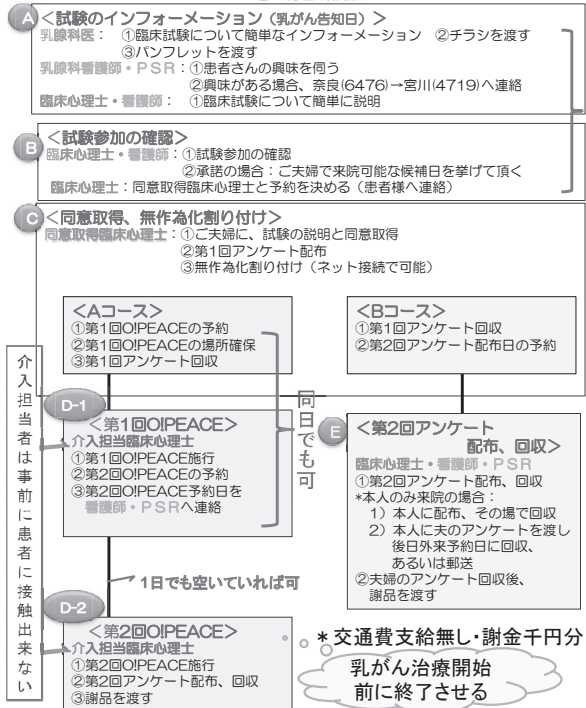 A
＜試験のインフォーメーション（乳がん告知日）＞
乳腺科医： ①臨床試験について簡単なインフォーメーション ②チラシを渡す
③パンフレットを渡す
乳腺科看護師・PSR：①患者さんの興味を伺う
②興味がある場合、奈良(6476)→宮川(4719)へ連絡
臨床心理士・看護師： ①臨床試験について簡単に説明
B
＜試験参加の確認＞
臨床心理士・看護師：①試験参加の確認
②承諾の場合：ご夫婦で来院可能な候補日を挙げて頂く
臨床心理士：同意取得臨床心理士と予約を決める（患者様へ連絡）
C
＜同意取得、無作為化割り付け＞
同意取得臨床心理士：①ご夫婦に、試験の説明と同意取得
②第1回アンケート配布
③無作為化割り付け（ネット接続で可能）
＜Aコース＞
①第1回O!PEACEの予約
②第1回O!PEACEの場所確保
③第1回アンケート回収
＜Bコース＞
①第1回アンケート回収
②第2回アンケート配布日の予約
介入担当者は事前に患者に接触出来ない
D-1
＜第1回O!PEACE＞
介入担当臨床心理士
①第1回O!PEACE施行
②第2回O!PEACEの予約
③第2回O!PEACE予約日を
看護師・PSRへ連絡
同日でも可
E
＜第2回アンケート
配布、回収＞
臨床心理士・看護師・PSR
①第2回アンケート配布、回収
*本人のみ来院の場合：
1）本人に配布、その場で回収
2）本人に夫のアンケートを渡し
後日外来予約日に回収、
あるいは郵送
②夫婦のアンケート回収後、
謝品を渡す
1日でも空いていれば可
D-2
＜第2回O!PEACE＞
介入担当臨床心理士
①第2回O!PEACE施行
②第2回アンケート配布、回収
③謝品を渡す
＊交通費支給無し・謝金千円分
乳がん治療開始
前に終了させる